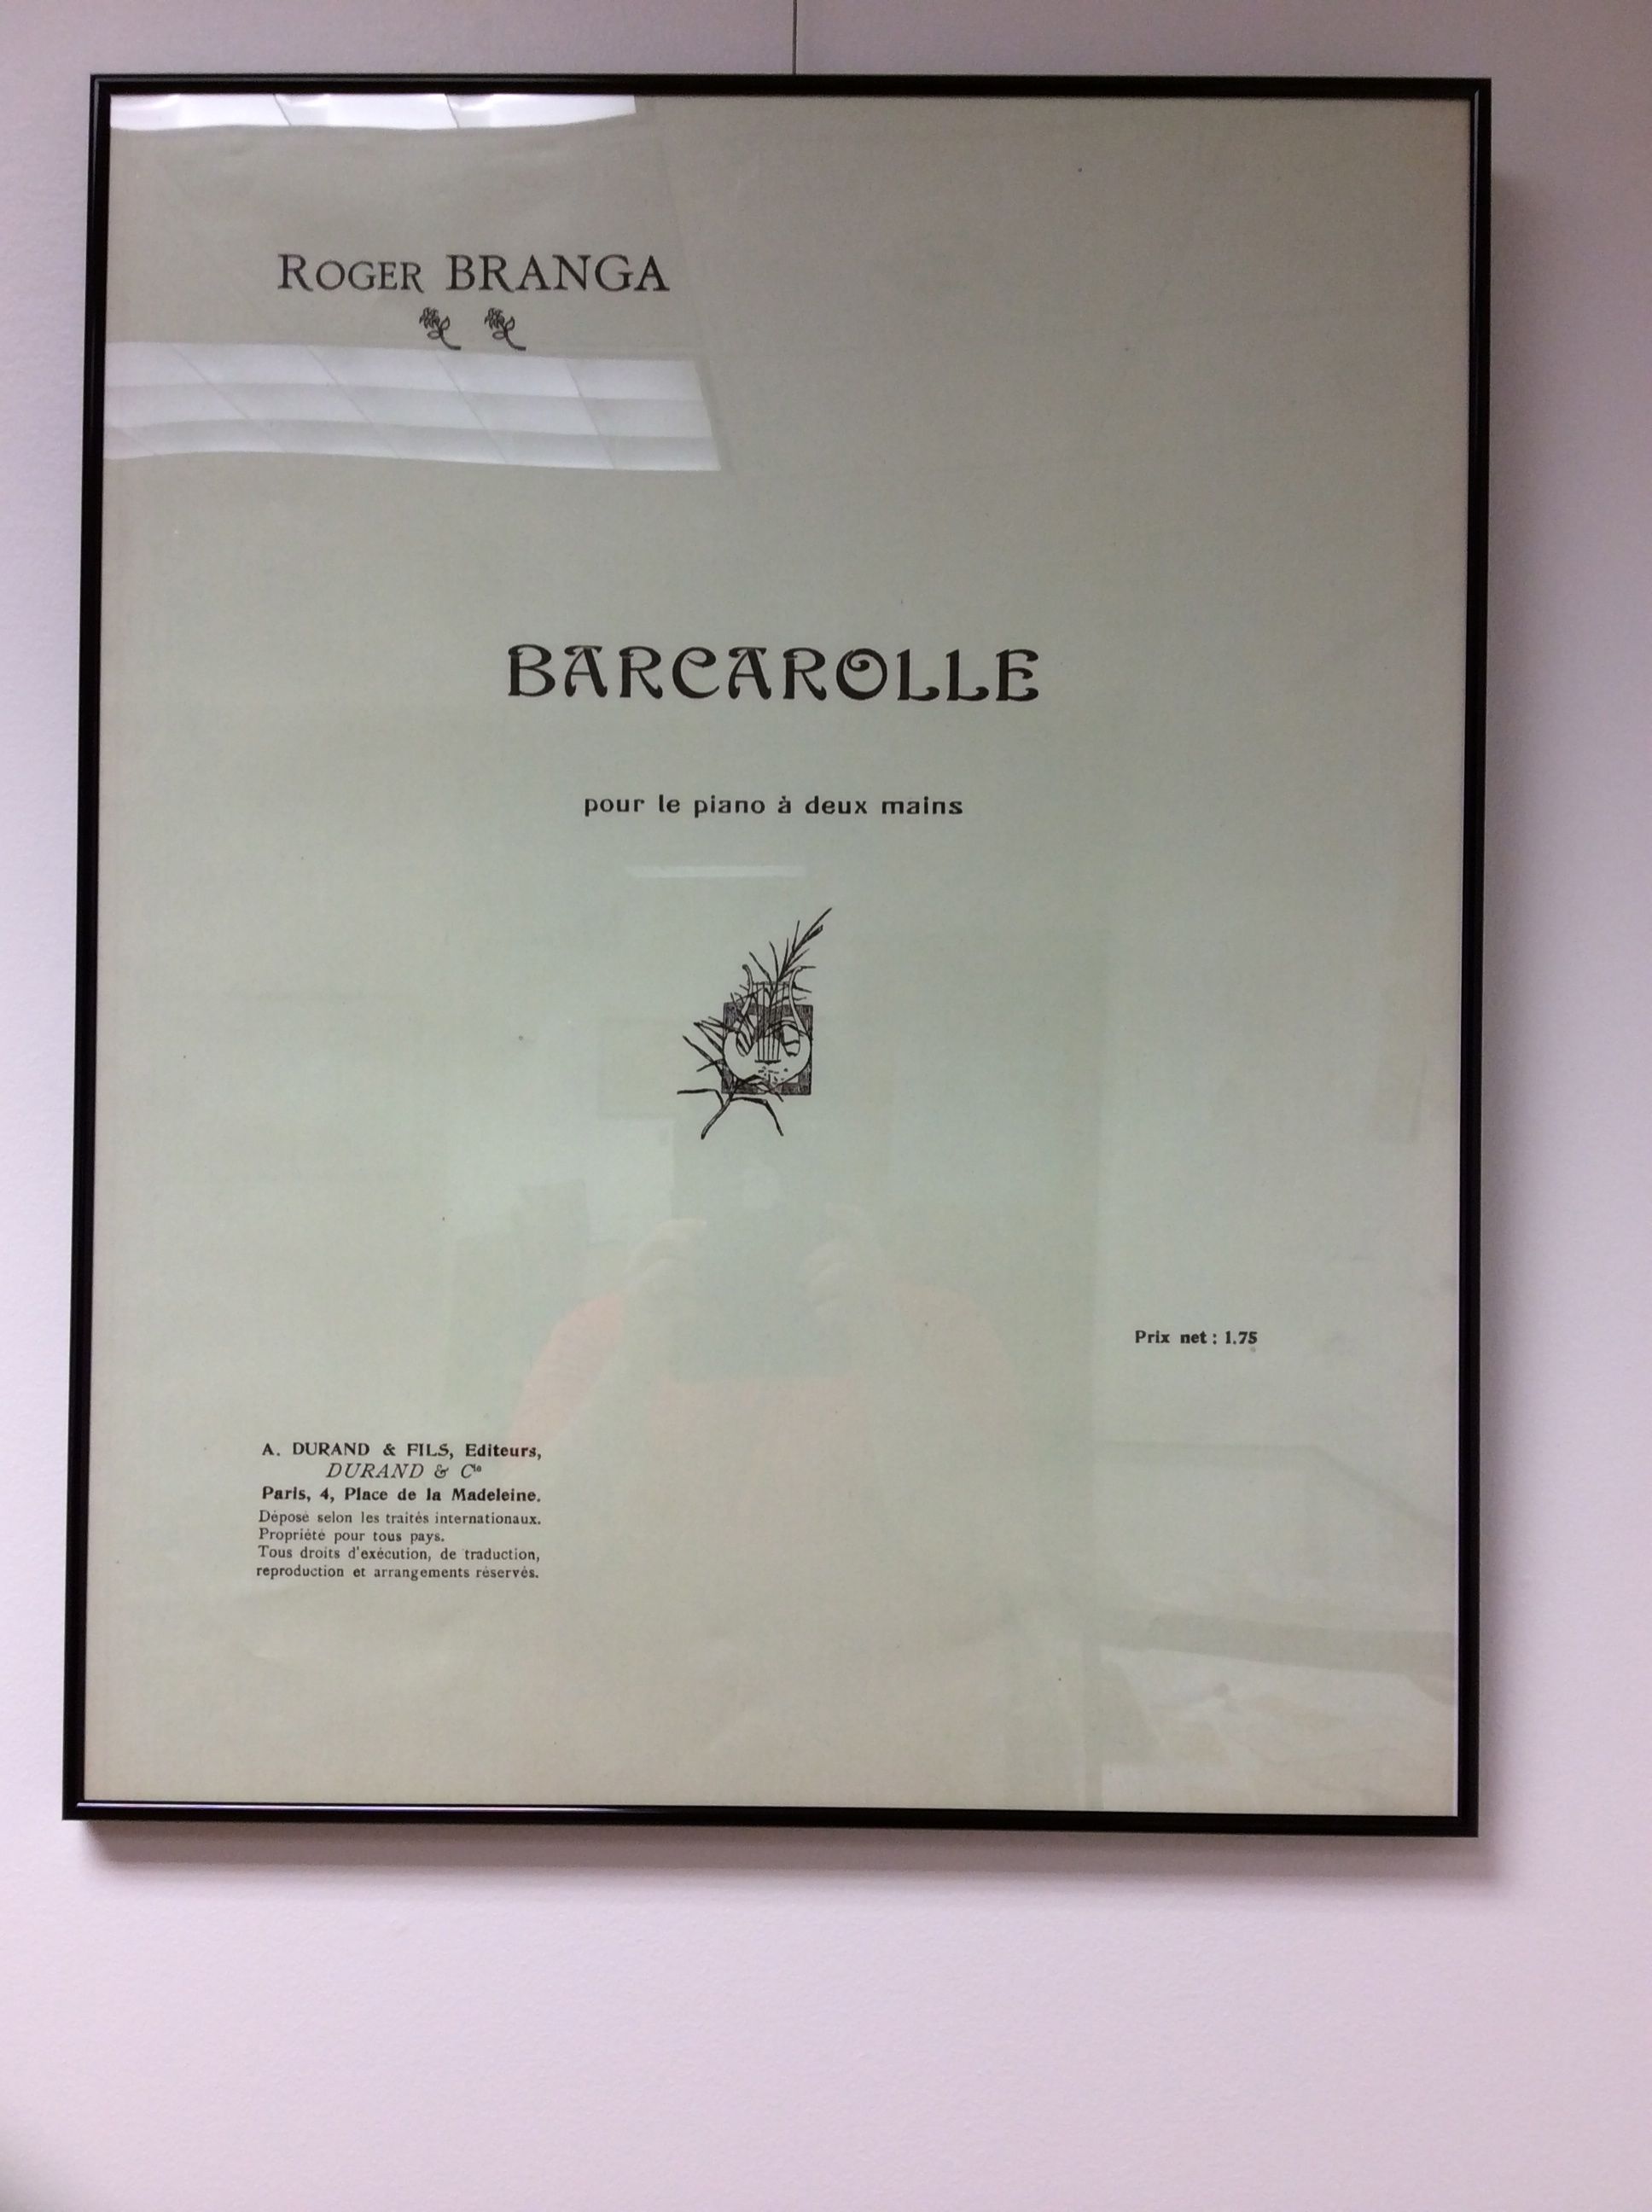 ROGER BRANGA
BARCAROLLE
pour le piano à deux mains
Prix net : 1.75
A. DURAND & FILS, Editeurs,
DURAND & Cie
Paris, 4, Place de la Madeleine.
Déposé selon les traités internationaux.
Propriété pour tous pays.
Tous droits d'exécution, de traduction,
reproduction et arrangements réservés.